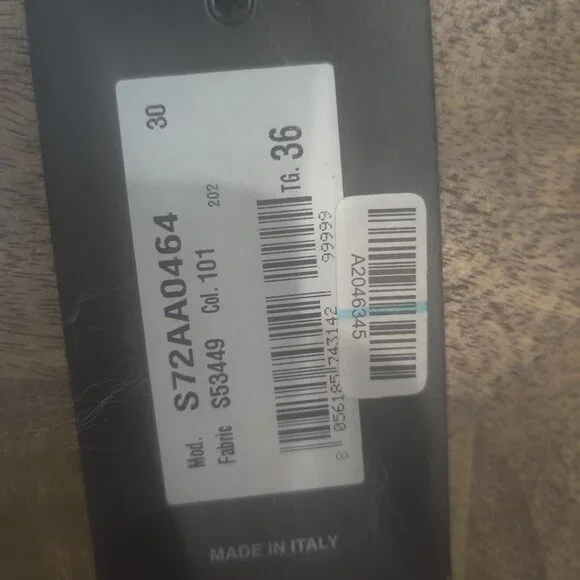 30
Mod. S72AA0464
Fabric S53449 Col. 101 202
TG. 36
8 056185 743142 99999
A2046345
MADE IN ITALY